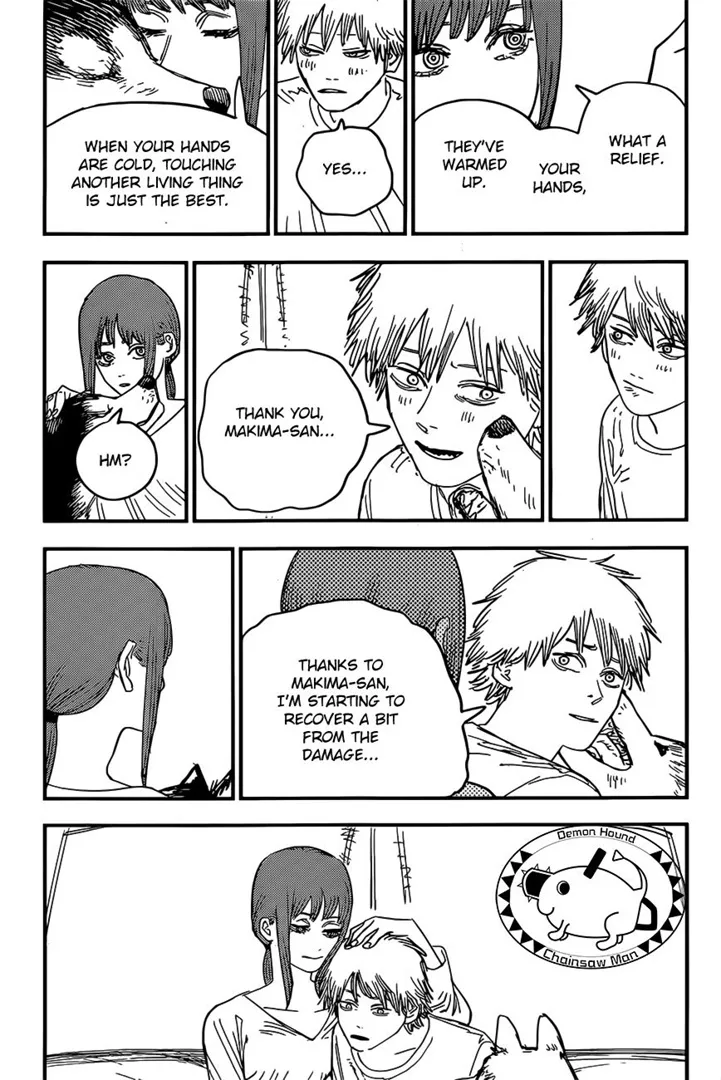 WHAT A
RELIEF.
YOUR
HANDS,
THEY'VE
WARMED
UP.
YES...
WHEN YOUR HANDS
ARE COLD, TOUCHING
ANOTHER LIVING THING
IS JUST THE BEST.
THANK YOU,
MAKIMA-SAN...
HM?
THANKS TO
MAKIMA-SAN,
I'M STARTING TO
RECOVER A BIT
FROM THE
DAMAGE...
Demon Hound
Chainsaw Man